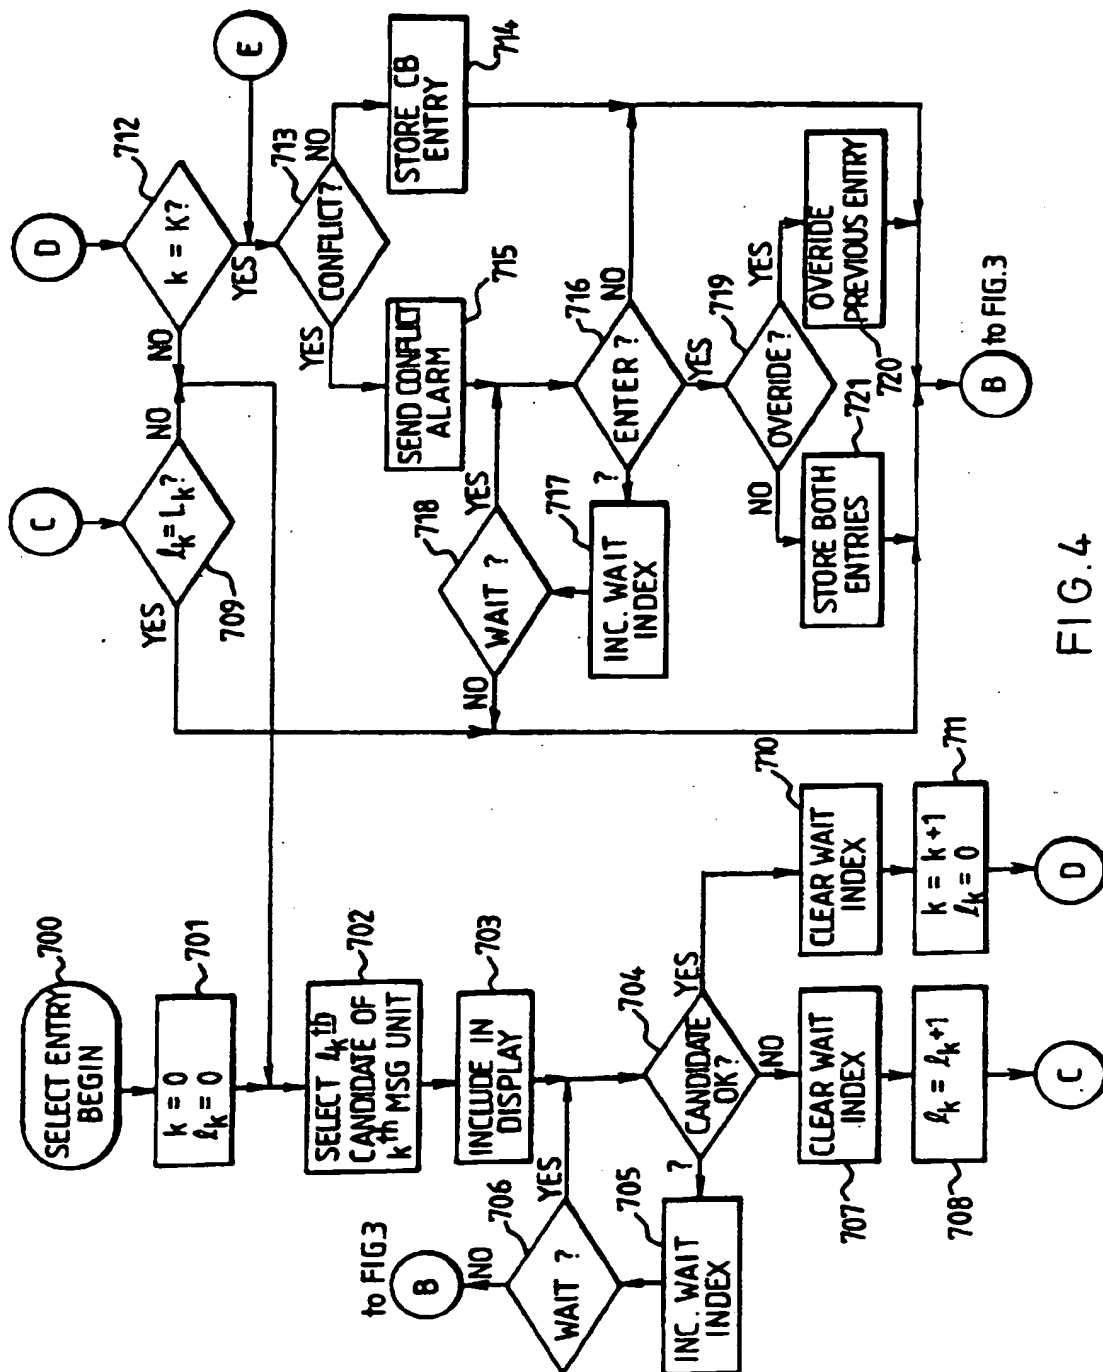 SELECT ENTRY
BEGIN
700
k = 0
ℓk = 0
701
SELECT ℓk th
CANDIDATE OF
k th MSG UNIT
702
INCLUDE IN
DISPLAY
703
CANDIDATE
OK?
704
YES
NO
?
INC. WAIT
INDEX
705
WAIT ?
706
YES
NO
B
to FIG.3
CLEAR WAIT
INDEX
707
ℓk = ℓk+1
708
C
CLEAR WAIT
INDEX
710
k = k+1
ℓk = 0
711
D
C
ℓk = Lk?
709
YES
NO
D
k = K?
712
NO
YES
E
CONFLICT?
713
YES
NO
STORE CB
ENTRY
714
SEND CONFLICT
ALARM
715
ENTER ?
716
NO
YES
?
INC. WAIT
INDEX
717
WAIT ?
718
YES
NO
OVERIDE?
719
YES
NO
OVERIDE
PREVIOUS ENTRY
720
STORE BOTH
ENTRIES
721
B
to FIG.3
FIG.4